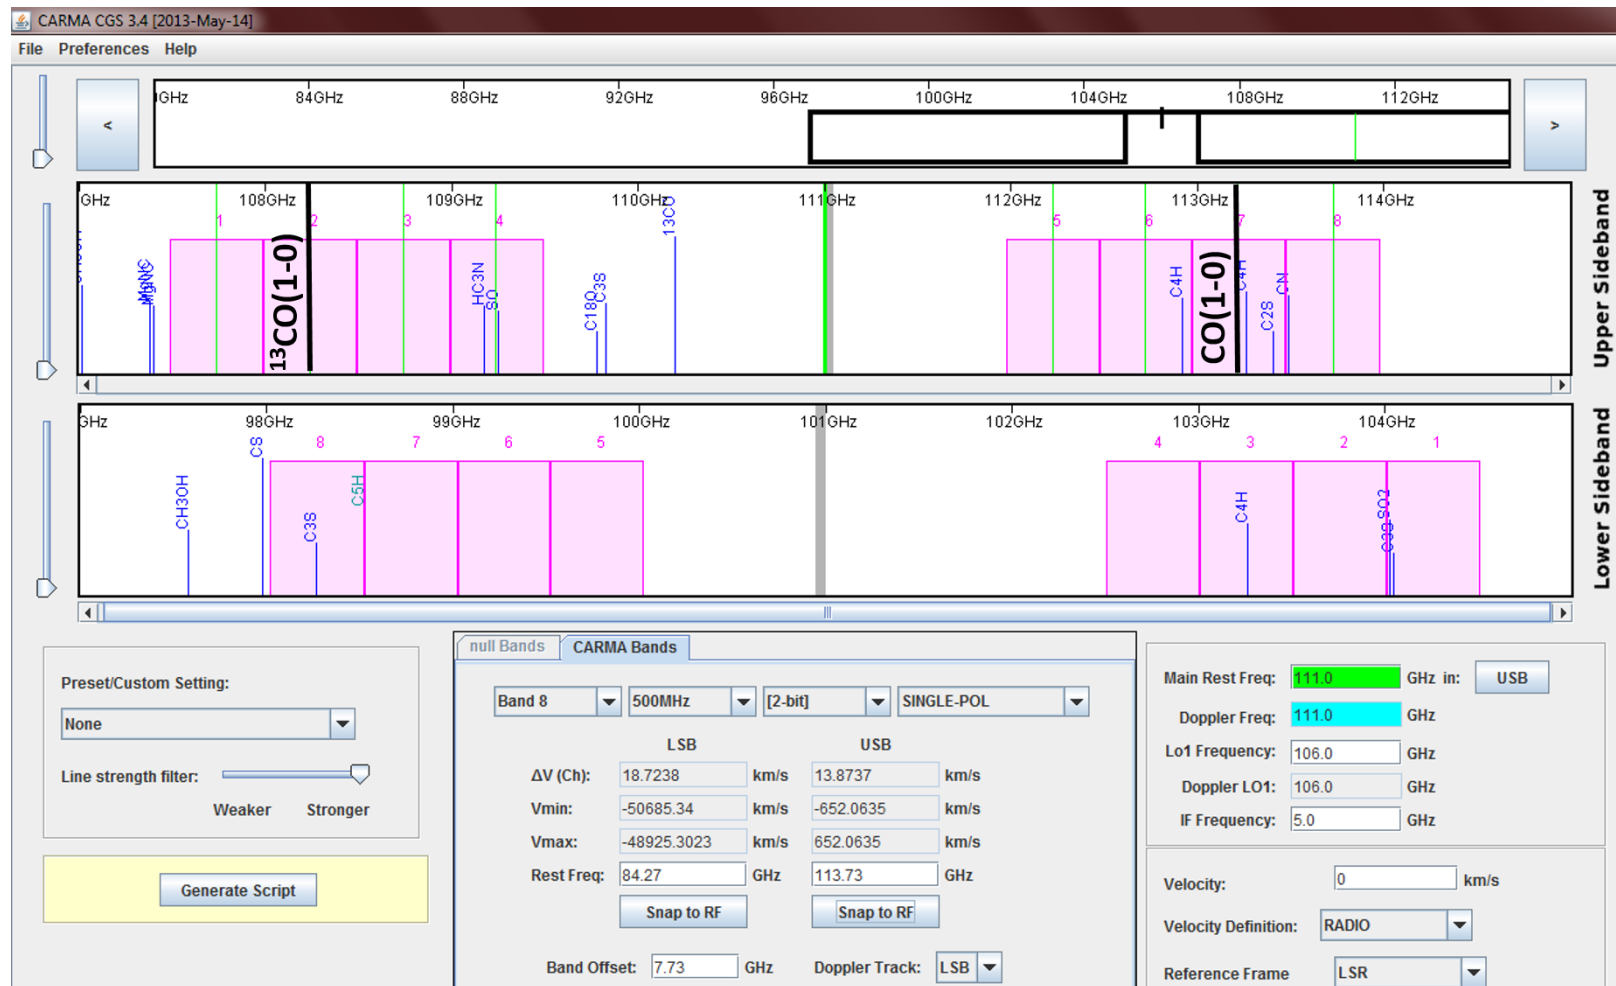 CARMA CGS 3.4 [2013-May-14]
File Preferences Help
GHz 84GHz 88GHz 92GHz 96GHz 100GHz 104GHz 108GHz 112GHz
<
>
GHz 108GHz 109GHz 110GHz 111GHz 112GHz 113GHz 114GHz
1 2 3 4 5 6 7 8
MgNC
¹³CO(1-0)
HC3N
SO
C18O
C3S
13CO
C4H
CO(1-0)
C4H
C2S
CN
Upper Sideband
GHz 98GHz 99GHz 100GHz 101GHz 102GHz 103GHz 104GHz
8 7 6 5 4 3 2 1
CH3OH
CS
C3S
C5H
C4H
SO2
C3S
Lower Sideband
Preset/Custom Setting:
None
Line strength filter:
Weaker Stronger
Generate Script
null Bands CARMA Bands
Band 8 500MHz [2-bit] SINGLE-POL
LSB USB
ΔV (Ch): 18.7238 km/s 13.8737 km/s
Vmin: -50685.34 km/s -652.0635 km/s
Vmax: -48925.3023 km/s 652.0635 km/s
Rest Freq: 84.27 GHz 113.73 GHz
Snap to RF Snap to RF
Band Offset: 7.73 GHz Doppler Track: LSB
Main Rest Freq: 111.0 GHz in: USB
Doppler Freq: 111.0 GHz
Lo1 Frequency: 106.0 GHz
Doppler LO1: 106.0 GHz
IF Frequency: 5.0 GHz
Velocity: 0 km/s
Velocity Definition: RADIO
Reference Frame LSR